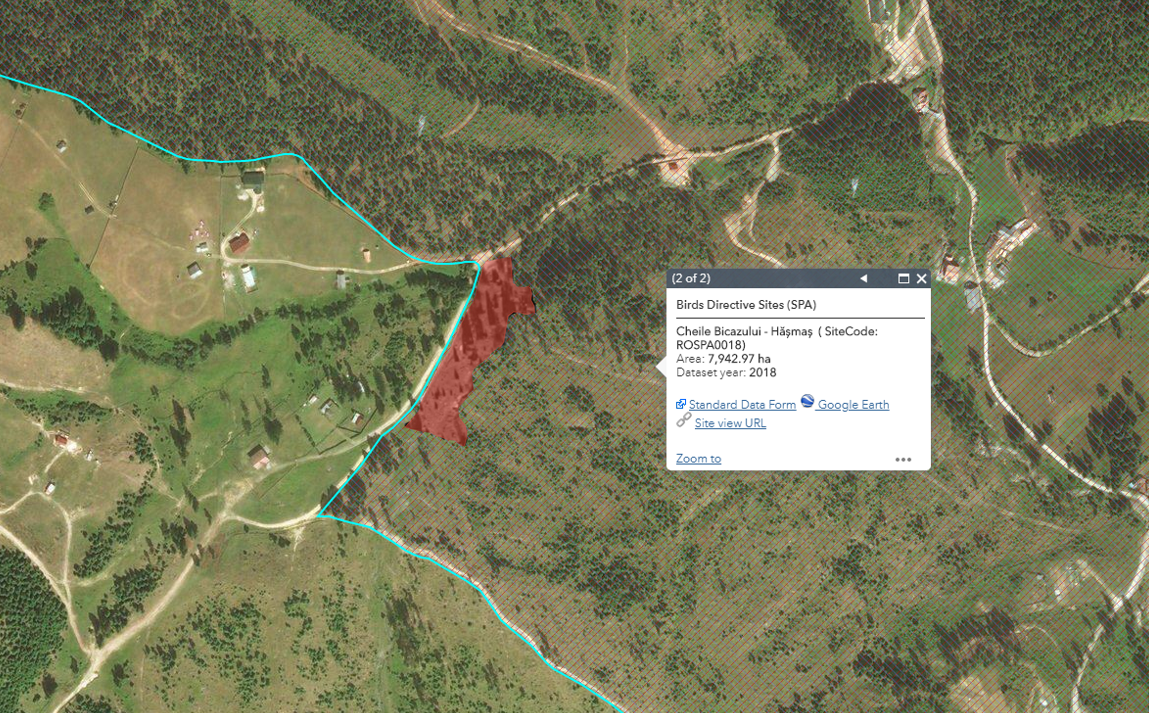 (2 of 2)
Birds Directive Sites (SPA)
Cheile Bicazului - Hăşmaş ( SiteCode:
ROSPA0018)
Area: 7,942.97 ha
Dataset year: 2018
Standard Data Form Google Earth
Site view URL
Zoom to